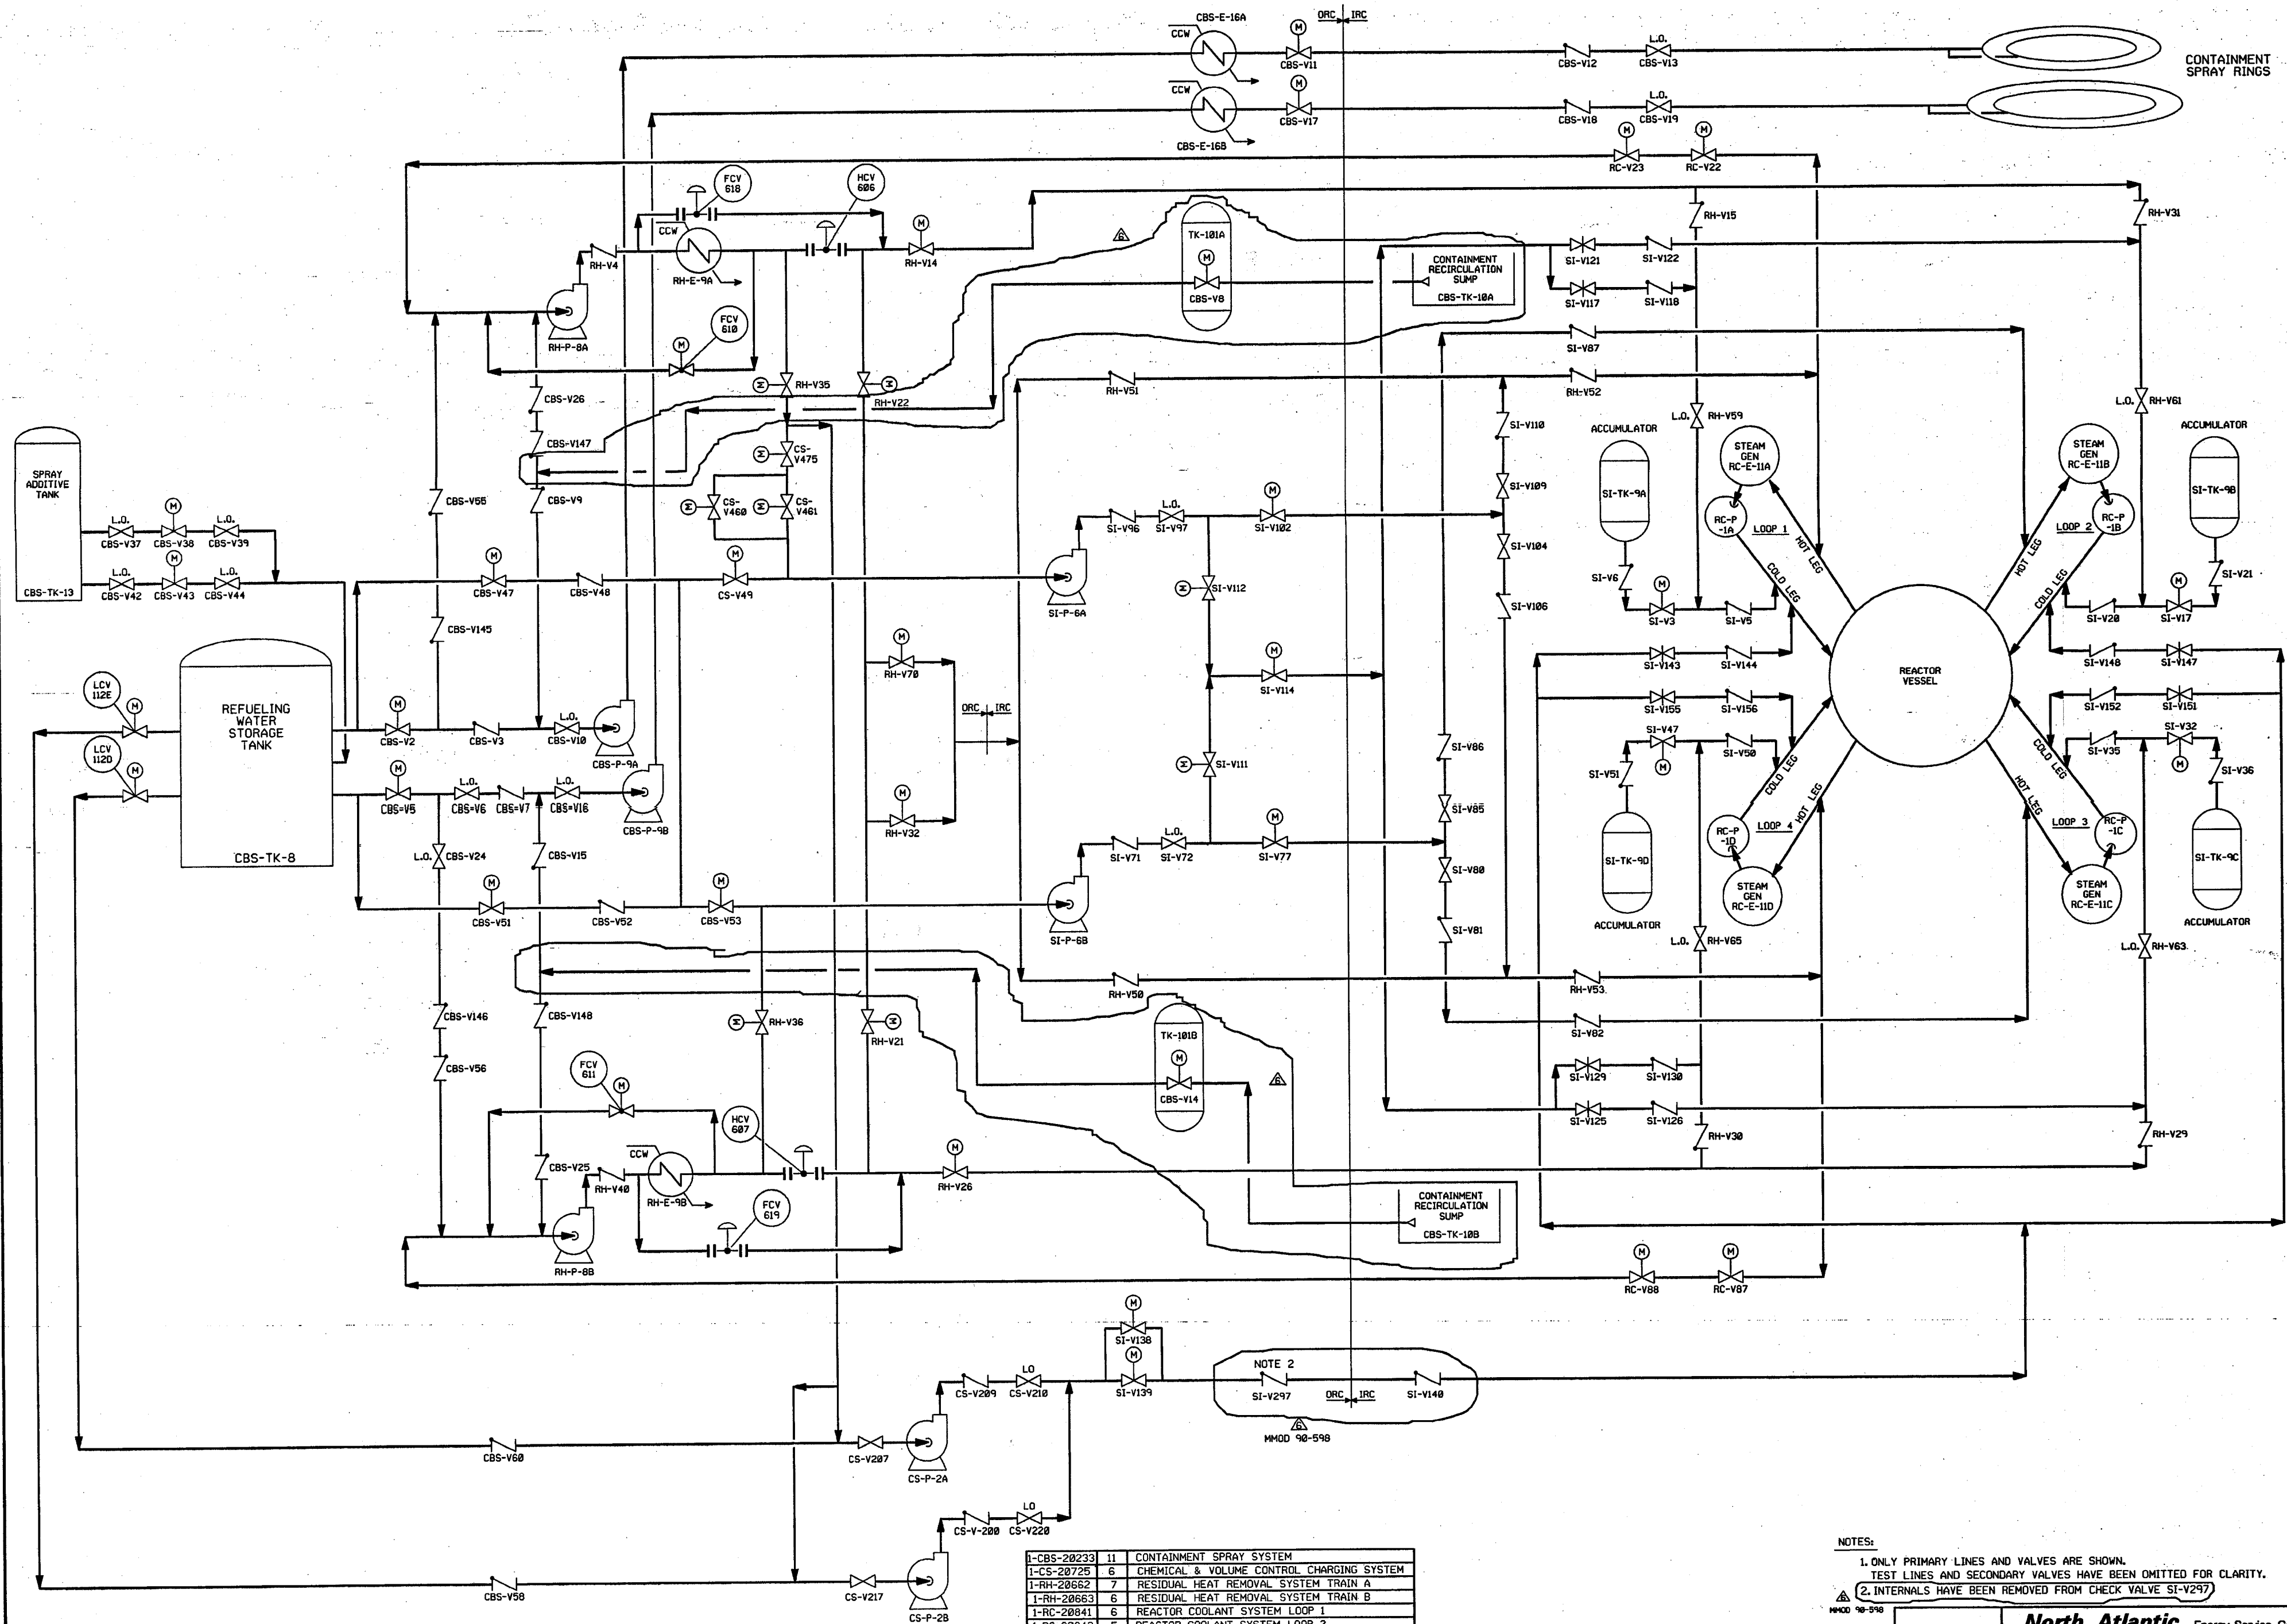 CBS-E-16A
CCW
M
CBS-V11
ORC IRC
CBS-V12
L.O.
CBS-V13
CONTAINMENT
SPRAY RINGS
CCW
CBS-E-16B
M
CBS-V17
CBS-V18
L.O.
CBS-V19
M
RC-V23
M
RC-V22
FCV
618
HCV
606
CCW
RH-V4
RH-E-9A
M
RH-V14
RH-P-8A
FCV
610
M
6
TK-101A
M
CBS-V8
CONTAINMENT
RECIRCULATION
SUMP
CBS-TK-10A
RH-V15
RH-V31
SI-V121
SI-V122
SI-V117
SI-V118
SI-V87
M
RH-V35
M
RH-V22
RH-V51
RH-V52
CBS-V26
CBS-V147
CBS-V9
CBS-V55
CBS-V145
M
CS-
V475
M
CS-
V460
M
CS-
V461
SI-V110
SI-V109
SI-V104
SI-V106
L.O.
RH-V59
L.O.
RH-V61
ACCUMULATOR
SI-TK-9A
STEAM
GEN
RC-E-11A
RC-P
-1A
LOOP 1
HOT LEG
COLD LEG
STEAM
GEN
RC-E-11B
RC-P
-1B
LOOP 2
HOT LEG
COLD LEG
ACCUMULATOR
SI-TK-9B
SI-V6
M
SI-V3
SI-V5
SI-V20
M
SI-V17
SI-V21
SPRAY
ADDITIVE
TANK
CBS-TK-13
L.O.
CBS-V37
M
CBS-V38
L.O.
CBS-V39
L.O.
CBS-V42
M
CBS-V43
L.O.
CBS-V44
M
CBS-V47
CBS-V48
M
CS-V49
SI-P-6A
SI-V96
L.O.
SI-V97
M
SI-V102
M
SI-V112
M
SI-V114
M
SI-V111
SI-V143
SI-V144
SI-V155
SI-V156
SI-V148
SI-V147
SI-V152
SI-V151
REACTOR
VESSEL
LCV
112E
M
LCV
112D
M
REFUELING
WATER
STORAGE
TANK
CBS-TK-8
M
CBS-V2
CBS-V3
L.O.
CBS-V10
CBS-P-9A
M
CBS=V5
L.O.
CBS=V6
CBS=V7
L.O.
CBS=V16
CBS-P-9B
M
RH-V70
ORC IRC
M
RH-V32
SI-V86
SI-V85
SI-V80
SI-V81
SI-V71
L.O.
SI-V72
M
SI-V77
SI-V47
M
SI-V50
SI-V51
SI-TK-9D
ACCUMULATOR
COLD LEG
HOT LEG
LOOP 4
RC-P
-1D
STEAM
GEN
RC-E-11D
COLD LEG
HOT LEG
LOOP 3
RC-P
-1C
STEAM
GEN
RC-E-11C
SI-V35
SI-V32
M
SI-V36
SI-TK-9C
ACCUMULATOR
L.O.
CBS-V24
CBS-V15
M
CBS-V51
CBS-V52
M
CBS-V53
SI-P-6B
L.O.
RH-V65
L.O.
RH-V63
RH-V50
RH-V53
SI-V82
CBS-V146
CBS-V148
CBS-V56
M
RH-V36
M
RH-V21
TK-101B
M
CBS-V14
6
SI-V129
SI-V130
SI-V125
SI-V126
RH-V30
RH-V29
FCV
611
M
HCV
607
CCW
CBS-V25
RH-V40
RH-E-9B
FCV
619
RH-P-8B
M
RH-V26
CONTAINMENT
RECIRCULATION
SUMP
CBS-TK-10B
M
RC-V88
M
RC-V87
M
SI-V138
M
SI-V139
NOTE 2
SI-V297
ORC IRC
SI-V140
6
MMOD 90-598
CS-V209
LO
CS-V210
CBS-V60
CS-V207
CS-P-2A
CS-V-200
LO
CS-V220
CBS-V58
CS-V217
CS-P-2B
1-CBS-20233 11 CONTAINMENT SPRAY SYSTEM
1-CS-20725 6 CHEMICAL & VOLUME CONTROL CHARGING SYSTEM
1-RH-20662 7 RESIDUAL HEAT REMOVAL SYSTEM TRAIN A
1-RH-20663 6 RESIDUAL HEAT REMOVAL SYSTEM TRAIN B
1-RC-20841 6 REACTOR COOLANT SYSTEM LOOP 1
NOTES:
1. ONLY PRIMARY LINES AND VALVES ARE SHOWN.
TEST LINES AND SECONDARY VALVES HAVE BEEN OMITTED FOR CLARITY.
2. INTERNALS HAVE BEEN REMOVED FROM CHECK VALVE SI-V297
6
MMOD 90-598
North Atlantic